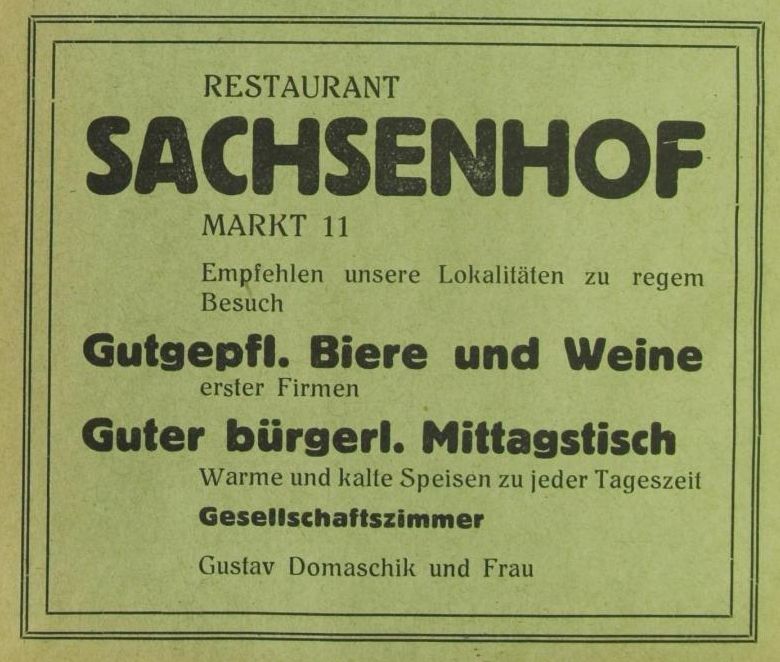 RESTAURANT
SACHSENHOF
MARKT 11
Empfehlen unsere Lokalitäten zu regem
Besuch
Gutgepfl. Biere und Weine
erster Firmen
Guter bürgerl. Mittagstisch
Warme und kalte Speisen zu jeder Tageszeit
Gesellschaftszimmer
Gustav Domaschik und Frau